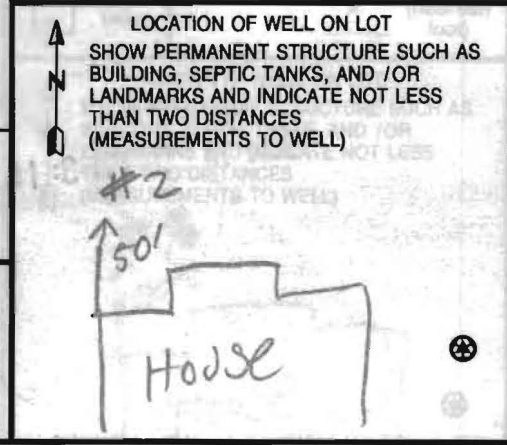 LOCATION OF WELL ON LOT
SHOW PERMANENT STRUCTURE SUCH AS
BUILDING, SEPTIC TANKS, AND /OR
LANDMARKS AND INDICATE NOT LESS
THAN TWO DISTANCES
(MEASUREMENTS TO WELL)
N
#2
50'
House